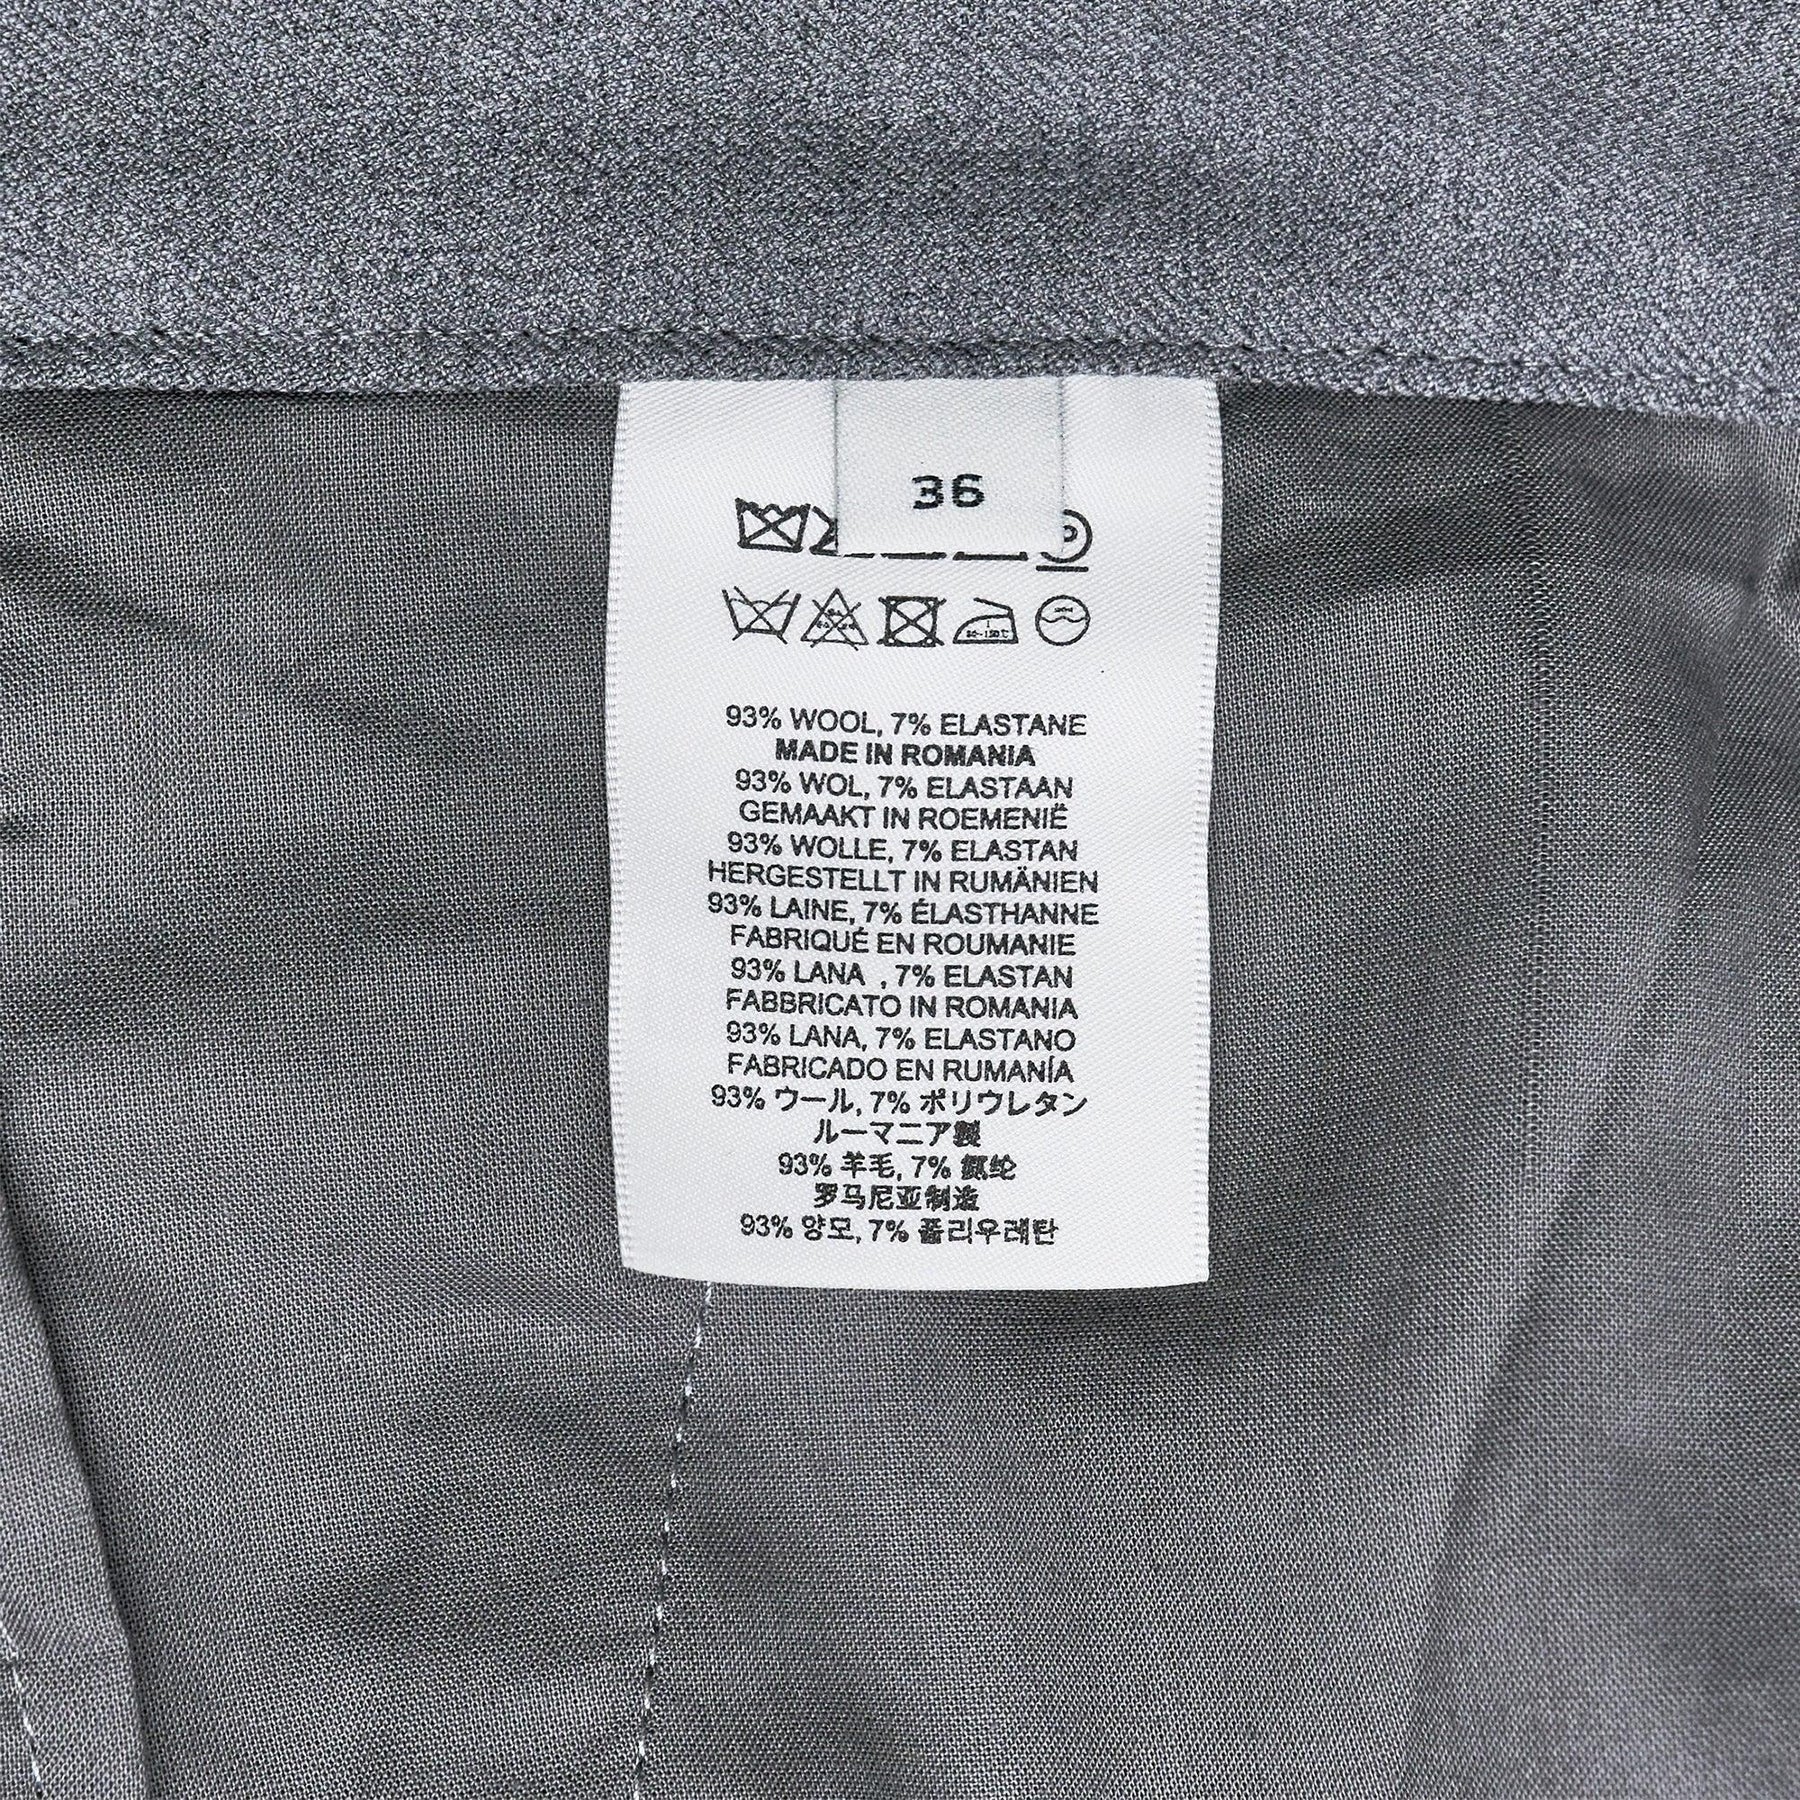 36
93% WOOL, 7% ELASTANE
MADE IN ROMANIA
93% WOL, 7% ELASTAAN
GEMAAKT IN ROEMENIË
93% WOLLE, 7% ELASTAN
HERGESTELLT IN RUMÄNIEN
93% LAINE, 7% ÉLASTHANNE
FABRIQUÉ EN ROUMANIE
93% LANA , 7% ELASTAN
FABBRICATO IN ROMANIA
93% LANA, 7% ELASTANO
FABRICADO EN RUMANÍA
93% ウール, 7% ポリウレタン
ルーマニア製
93% 羊毛, 7% 氨纶
罗马尼亚制造
93% 양모, 7% 폴리우레탄